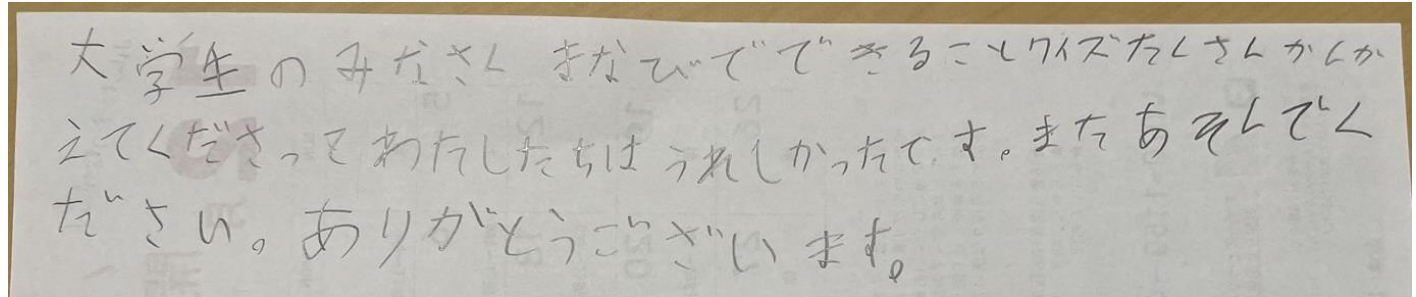 大学生のみなさん まなびでできることクイズたくさんかんか
えてくださってわたしたちはうれしかったです。またあそんでく
ださい。ありがとうございます。